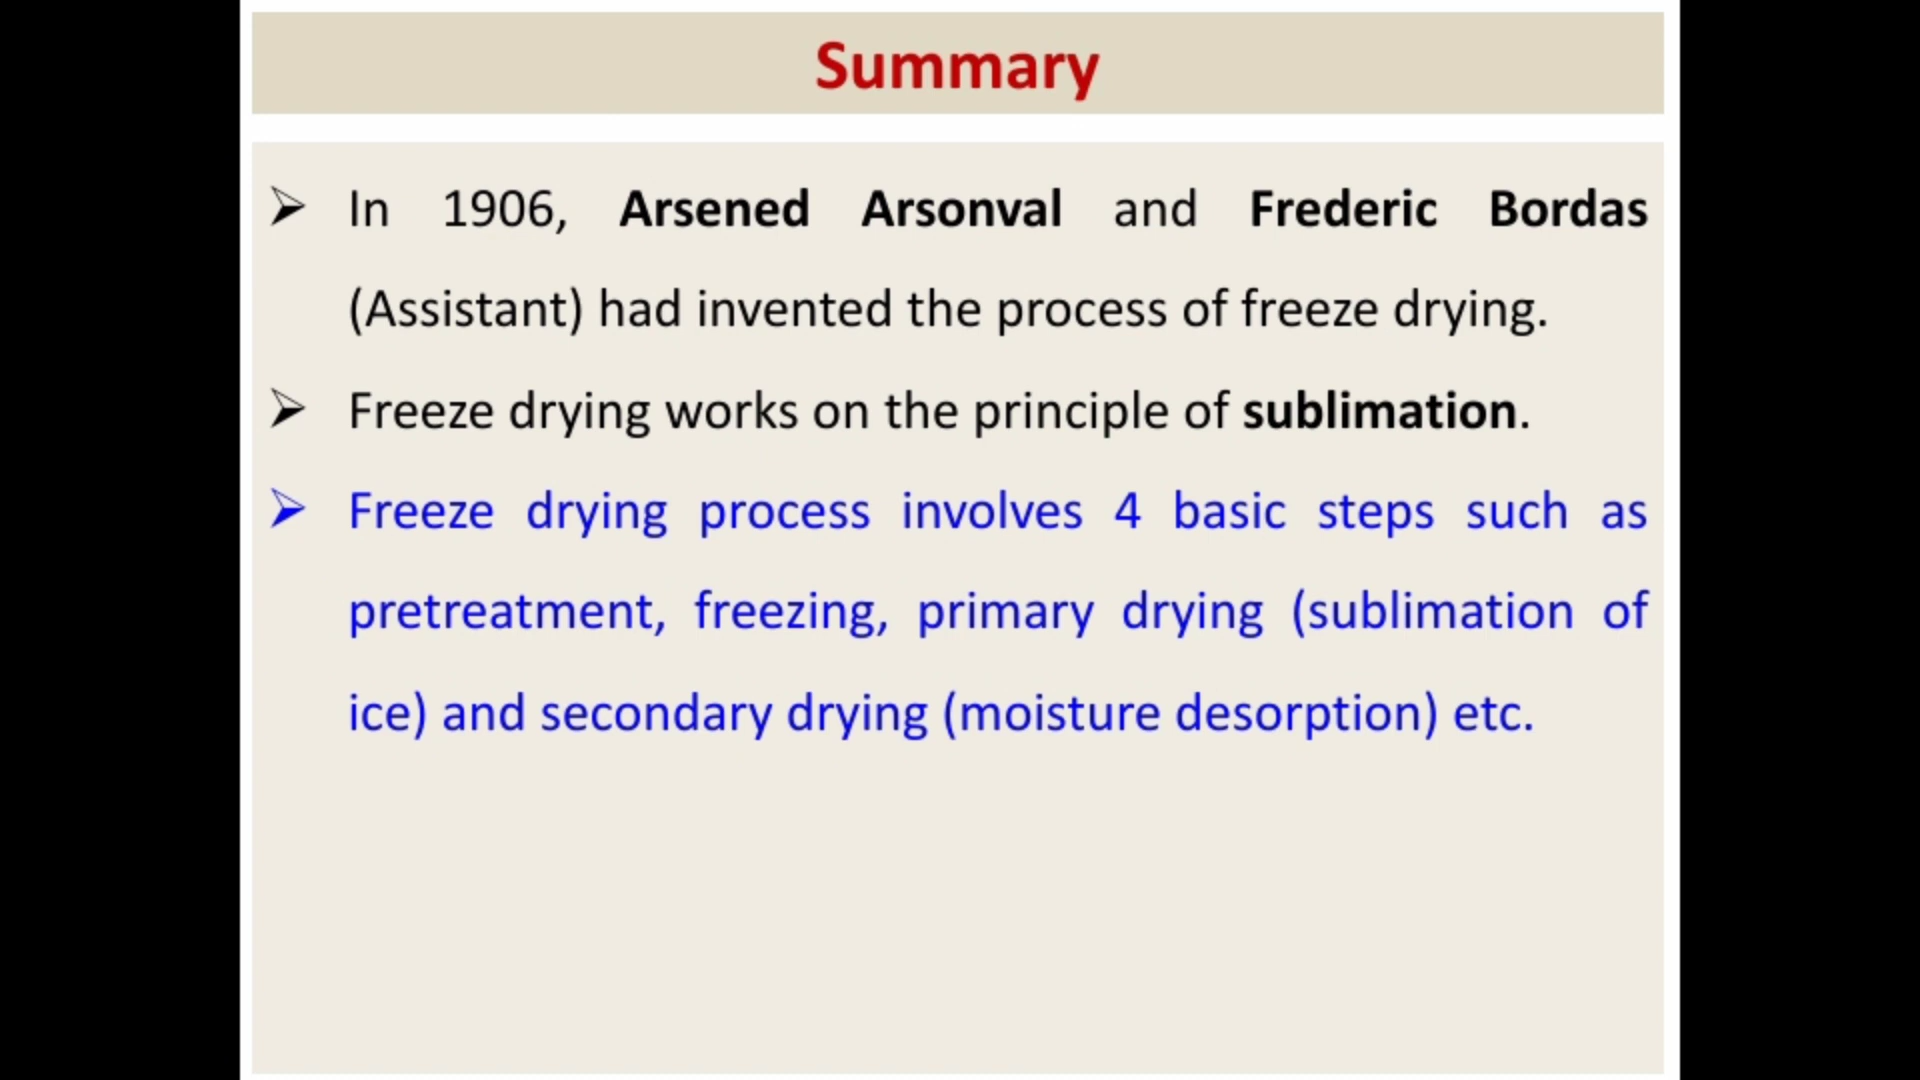 Summary
➢ In 1906, Arsened Arsonval and Frederic Bordas
(Assistant) had invented the process of freeze drying.
➢ Freeze drying works on the principle of sublimation.
➢ Freeze drying process involves 4 basic steps such as
pretreatment, freezing, primary drying (sublimation of
ice) and secondary drying (moisture desorption) etc.